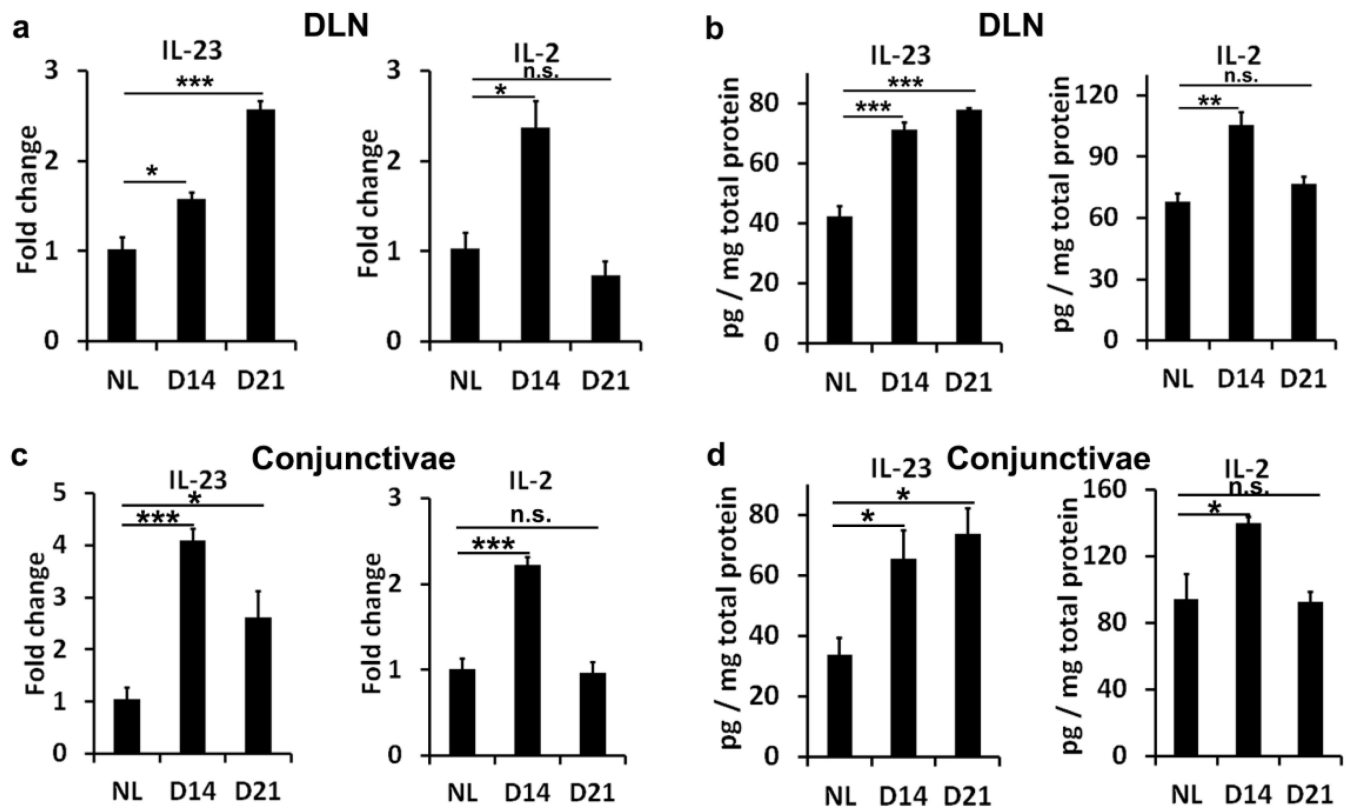 a
DLN
IL-23
Fold change
3
2
1
0
***
*
NL D14 D21
IL-2
Fold change
3
2
1
0
n.s.
*
NL D14 D21
b
DLN
IL-23
pg / mg total protein
80
60
40
20
0
***
***
NL D14 D21
IL-2
pg / mg total protein
120
90
60
30
0
n.s.
**
NL D14 D21
c
Conjunctivae
IL-23
Fold change
5
4
3
2
1
0
*
***
NL D14 D21
IL-2
Fold change
3
2
1
0
n.s.
***
NL D14 D21
d
Conjunctivae
IL-23
pg / mg total protein
80
60
40
20
0
*
*
NL D14 D21
IL-2
pg / mg total protein
160
120
80
40
0
n.s.
*
NL D14 D21